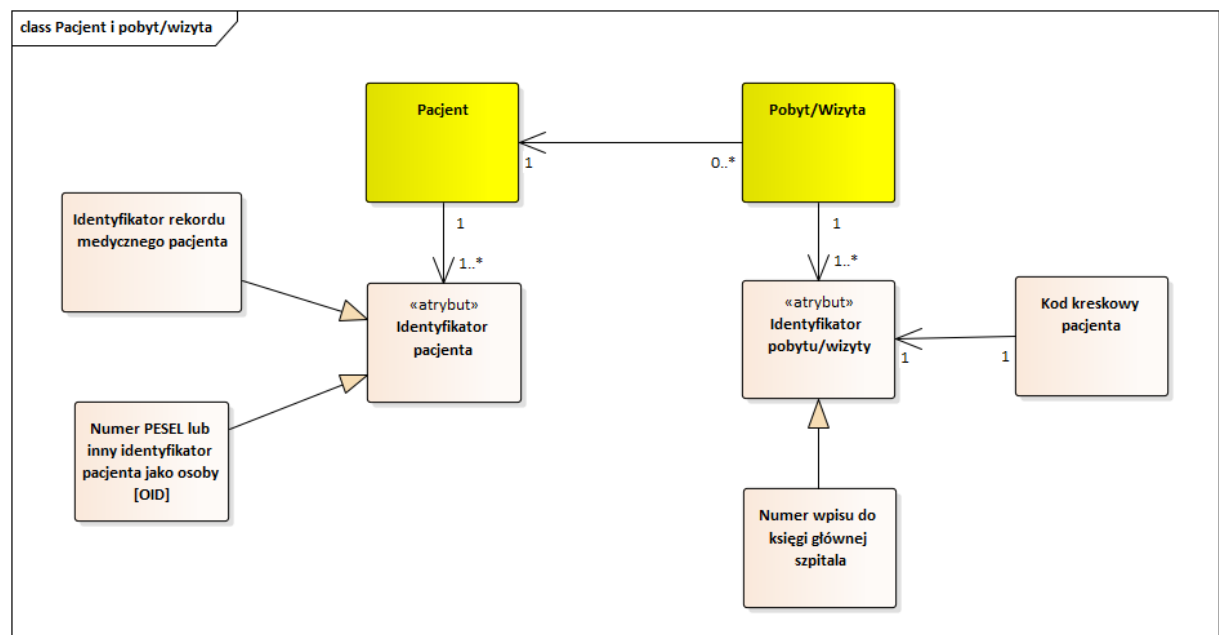 class Pacjent i pobyt/wizyta
Pacjent
Pobyt/Wizyta
1
0..*
Identyfikator rekordu
medycznego pacjenta
1
1..*
1
1..*
«atrybut»
Identyfikator
pacjenta
«atrybut»
Identyfikator
pobytu/wizyty
Kod kreskowy
pacjenta
1
1
Numer PESEL lub
inny identyfikator
pacjenta jako osoby
[OID]
Numer wpisu do
księgi głównej
szpitala